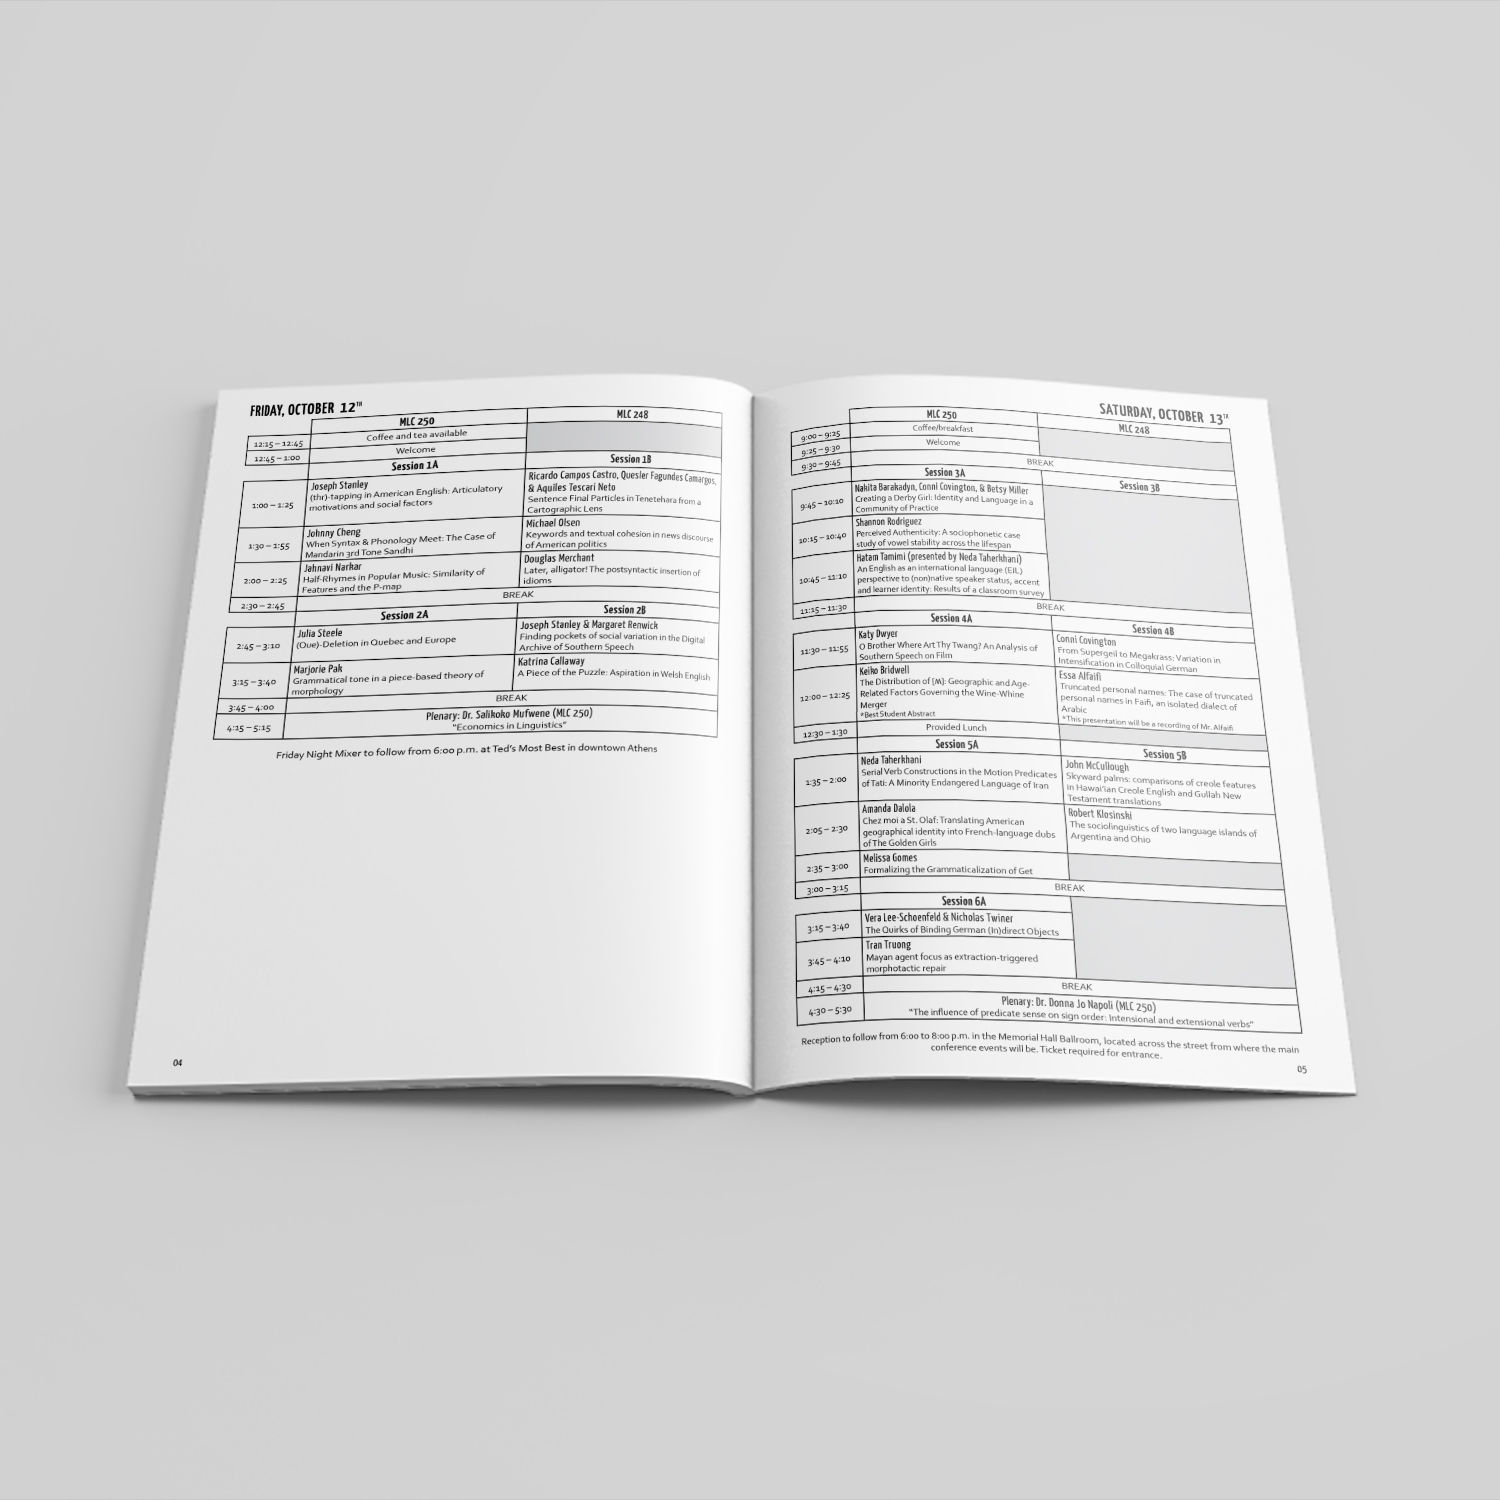 FRIDAY, OCTOBER 12TH
MLC 250
MLC 248
12:15 – 12:45
Coffee and tea available
12:45 – 1:00
Welcome
Session 1A
Session 1B
1:00 – 1:25
Joseph Stanley
(thr)-tapping in American English: Articulatory
motivations and social factors
Ricardo Campos Castro, Quesler Fagundes Camargos,
& Aquiles Tescari Neto
Sentence Final Particles in Tenetehara from a
Cartographic Lens
1:30 – 1:55
Johnny Cheng
When Syntax & Phonology Meet: The Case of
Mandarin 3rd Tone Sandhi
Michael Olsen
Keywords and textual cohesion in news discourse
of American politics
2:00 – 2:25
Jahnavi Narkar
Half-Rhymes in Popular Music: Similarity of
Features and the P-map
Douglas Merchant
Later, alligator! The postsyntactic insertion of
idioms
2:30 – 2:45
BREAK
Session 2A
Session 2B
2:45 – 3:10
Julia Steele
(Que)-Deletion in Quebec and Europe
Joseph Stanley & Margaret Renwick
Finding pockets of social variation in the Digital
Archive of Southern Speech
3:15 – 3:40
Marjorie Pak
Grammatical tone in a piece-based theory of
morphology
Katrina Callaway
A Piece of the Puzzle: Aspiration in Welsh English
3:45 – 4:00
BREAK
4:15 – 5:15
Plenary: Dr. Salikoko Mufwene (MLC 250)
"Economics in Linguistics"
Friday Night Mixer to follow from 6:00 p.m. at Ted's Most Best in downtown Athens
04
SATURDAY, OCTOBER 13TH
MLC 250
MLC 248
9:00 – 9:25
Coffee/breakfast
9:25 – 9:30
Welcome
9:30 – 9:45
BREAK
Session 3A
Session 3B
9:45 – 10:10
Nakita Barakadyn, Conni Covington, & Betsy Miller
Creating a Derby Girl: Identity and Language in a
Community of Practice
10:15 – 10:40
Shannon Rodriguez
Perceived Authenticity: A sociophonetic case
study of vowel stability across the lifespan
10:45 – 11:10
Hatam Tamimi (presented by Neda Taherkhani)
An English as an international language (EIL)
perspective to (non)native speaker status, accent
and learner identity: Results of a classroom survey
11:15 – 11:30
BREAK
Session 4A
Session 4B
11:30 – 11:55
Katy Dwyer
O Brother Where Art Thy Twang? An Analysis of
Southern Speech on Film
Conni Covington
From Supergeil to Megakrass: Variation in
Intensification in Colloquial German
12:00 – 12:25
Keiko Bridwell
The Distribution of [ʍ]: Geographic and Age-
Related Factors Governing the Wine-Whine
Merger
*Best Student Abstract
Essa Alfaifi
Truncated personal names: The case of truncated
personal names in Faifi, an isolated dialect of
Arabic
*This presentation will be a recording of Mr. Alfaifi
12:30 – 1:30
Provided Lunch
Session 5A
Session 5B
1:35 – 2:00
Neda Taherkhani
Serial Verb Constructions in the Motion Predicates
of Tati: A Minority Endangered Language of Iran
John McCullough
Skyward palms: comparisons of creole features
in Hawai'ian Creole English and Gullah New
Testament translations
2:05 – 2:30
Amanda Dalola
Chez moi a St. Olaf: Translating American
geographical identity into French-language dubs
of The Golden Girls
Robert Klosinski
The sociolinguistics of two language islands of
Argentina and Ohio
2:35 – 3:00
Melissa Gomes
Formalizing the Grammaticalization of Get
3:00 – 3:15
BREAK
Session 6A
3:15 – 3:40
Vera Lee-Schoenfeld & Nicholas Twiner
The Quirks of Binding German (In)direct Objects
3:45 – 4:10
Tran Truong
Mayan agent focus as extraction-triggered
morphotactic repair
4:15 – 4:30
BREAK
4:30 – 5:30
Plenary: Dr. Donna Jo Napoli (MLC 250)
"The influence of predicate sense on sign order: Intensional and extensional verbs"
Reception to follow from 6:00 to 8:00 p.m. in the Memorial Hall Ballroom, located across the street from where the main
conference events will be. Ticket required for entrance.
05